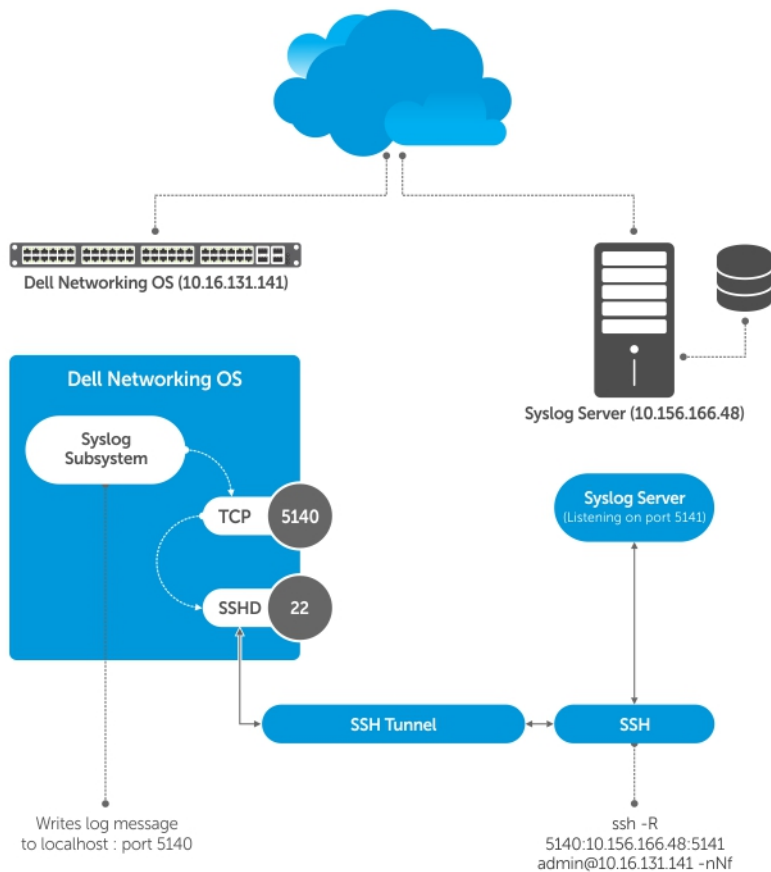 Dell Networking OS (10.16.131.141)
Syslog Server (10.156.166.48)
Dell Networking OS
Syslog
Subsystem
TCP
5140
SSHD
22
Syslog Server
(Listening on port 5141)
SSH Tunnel
SSH
Writes log message
to localhost : port 5140
ssh -R
5140:10.156.166.48:5141
admin@10.16.131.141 -nNf